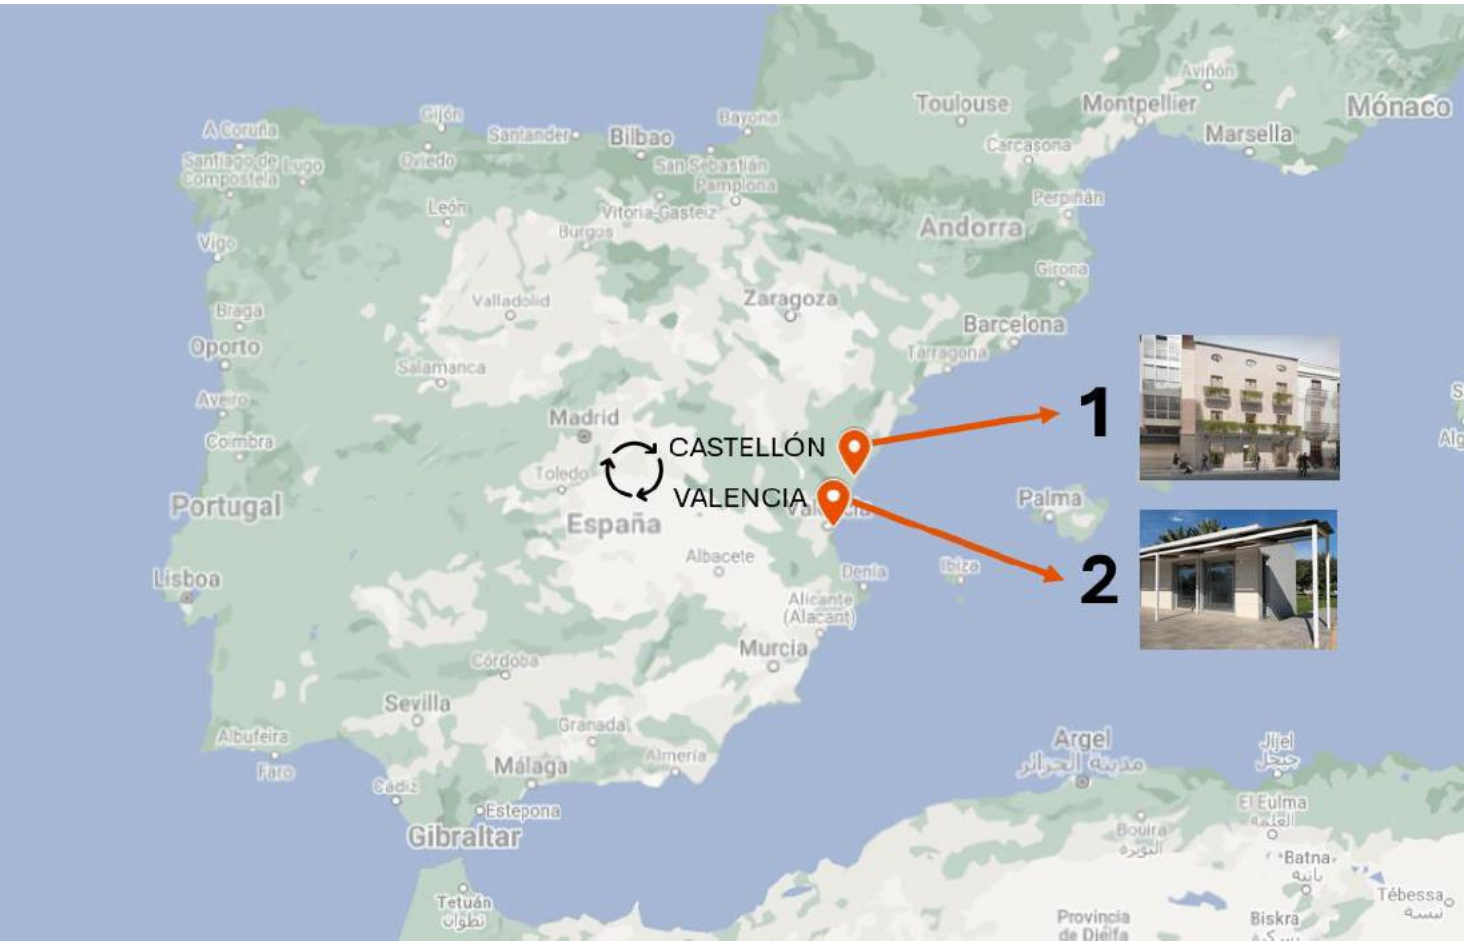 Aviñón
Toulouse
Montpellier
Mónaco
Gijón
A Coruña
Santander
Bilbao
Bayona
Marsella
Carcasona
Santiago de
Compostela
Lugo
Oviedo
San Sebastián
Pamplona
Perpiñán
León
Vitoria-Gasteiz
Burgos
Andorra
Vigo
Girona
Valladolid
Zaragoza
Braga
Barcelona
Oporto
Tarragona
Salamanca
Aveiro
Madrid
1
Coimbra
CASTELLÓN
Toledo
VALENCIA
Palma
Portugal
España
Albacete
Denia
Ibiza
2
Lisboa
Alicante
(Alacant)
Murcia
Córdoba
Sevilla
Granada
Albufeira
Faro
Almería
Málaga
Argel
مدينة الجزائر
Jijel
جيجل
Cádiz
Estepona
Gibraltar
El Eulma
العلمة
Bouira
البويرة
Batna
باتنة
Tetuán
تطوان
Tébessa
تبسة
Provincia
de Djelfa
Biskra